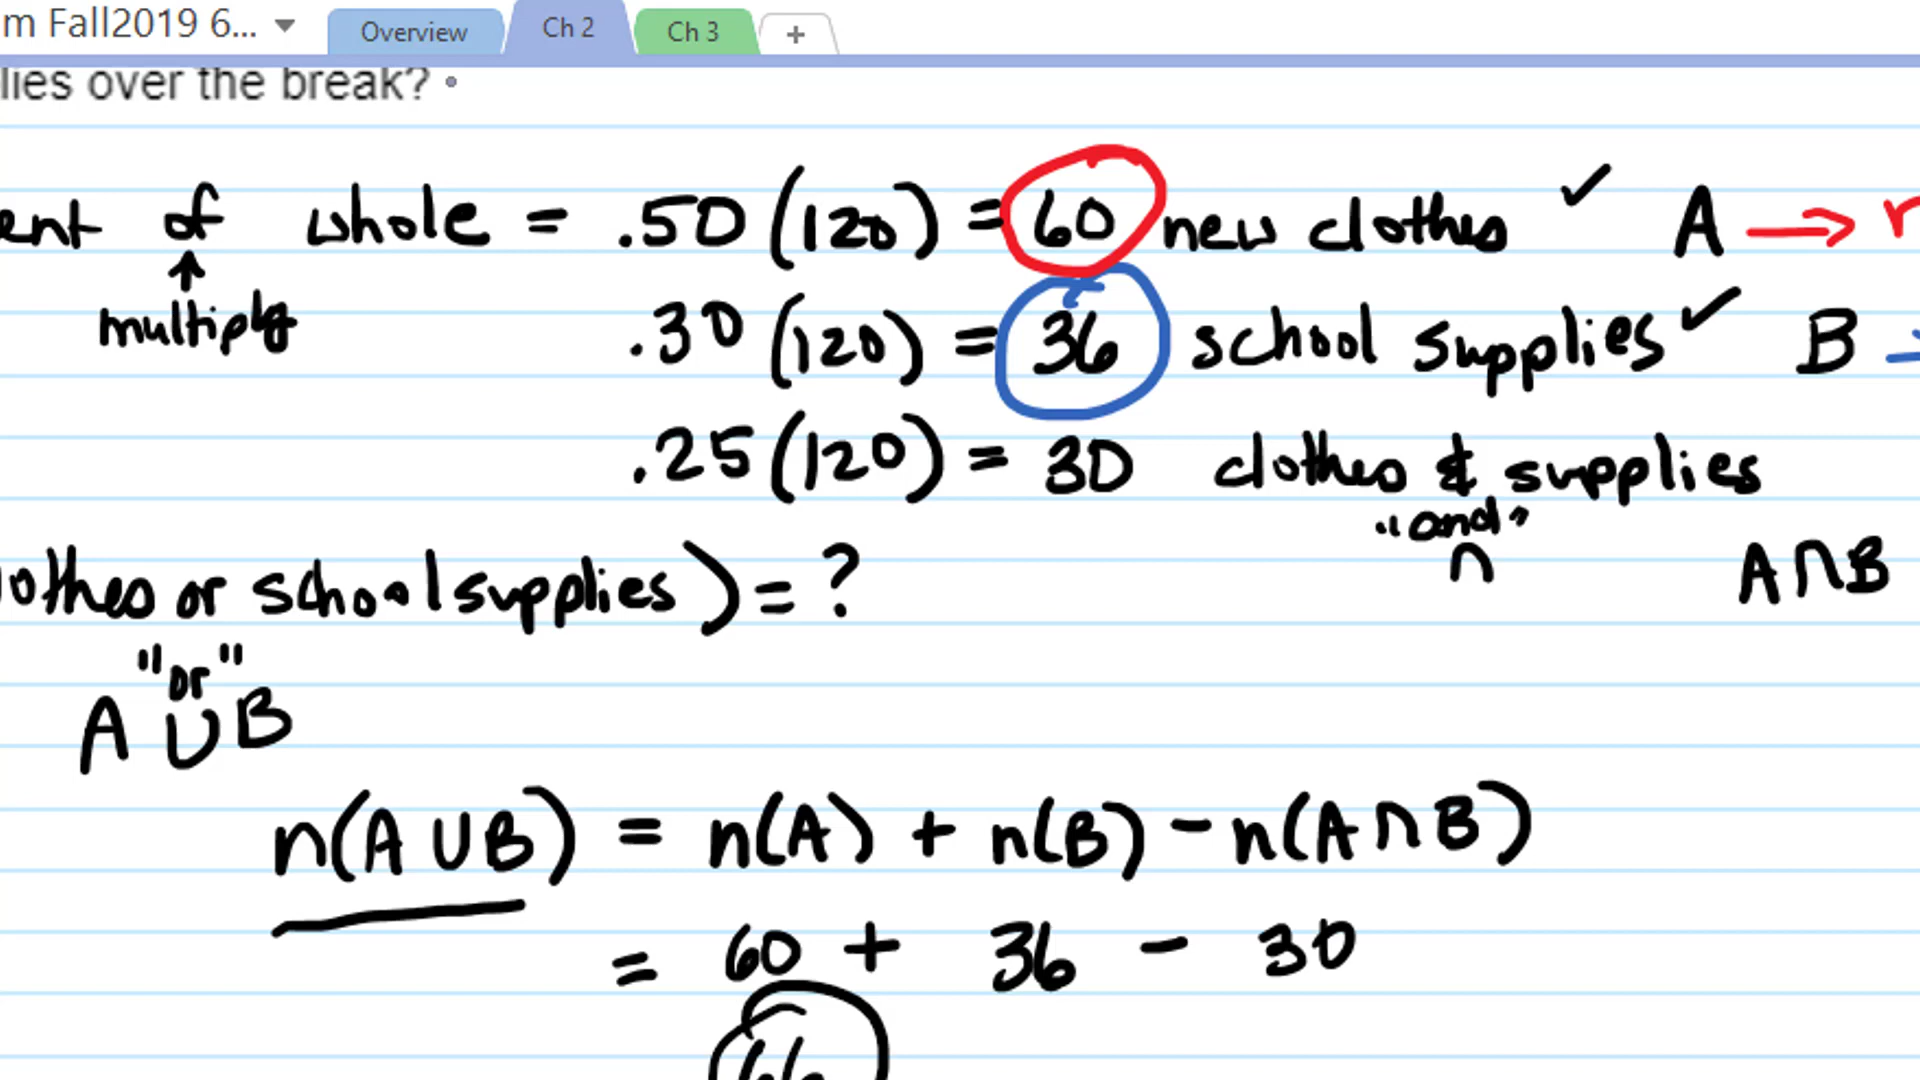 m Fall2019 6... Overview Ch 2 Ch 3 +
lies over the break?
ent of whole = .50 (120) = 60 new clothes ✓ A →
multiply
.30 (120) = 36 school supplies ✓ B
.25 (120) = 30 clothes & supplies
"and"
∩ A∩B
lothes or school supplies) = ?
"or"
A ∪ B
n(A ∪ B) = n(A) + n(B) - n(A ∩ B)
= 60 + 36 - 30
66